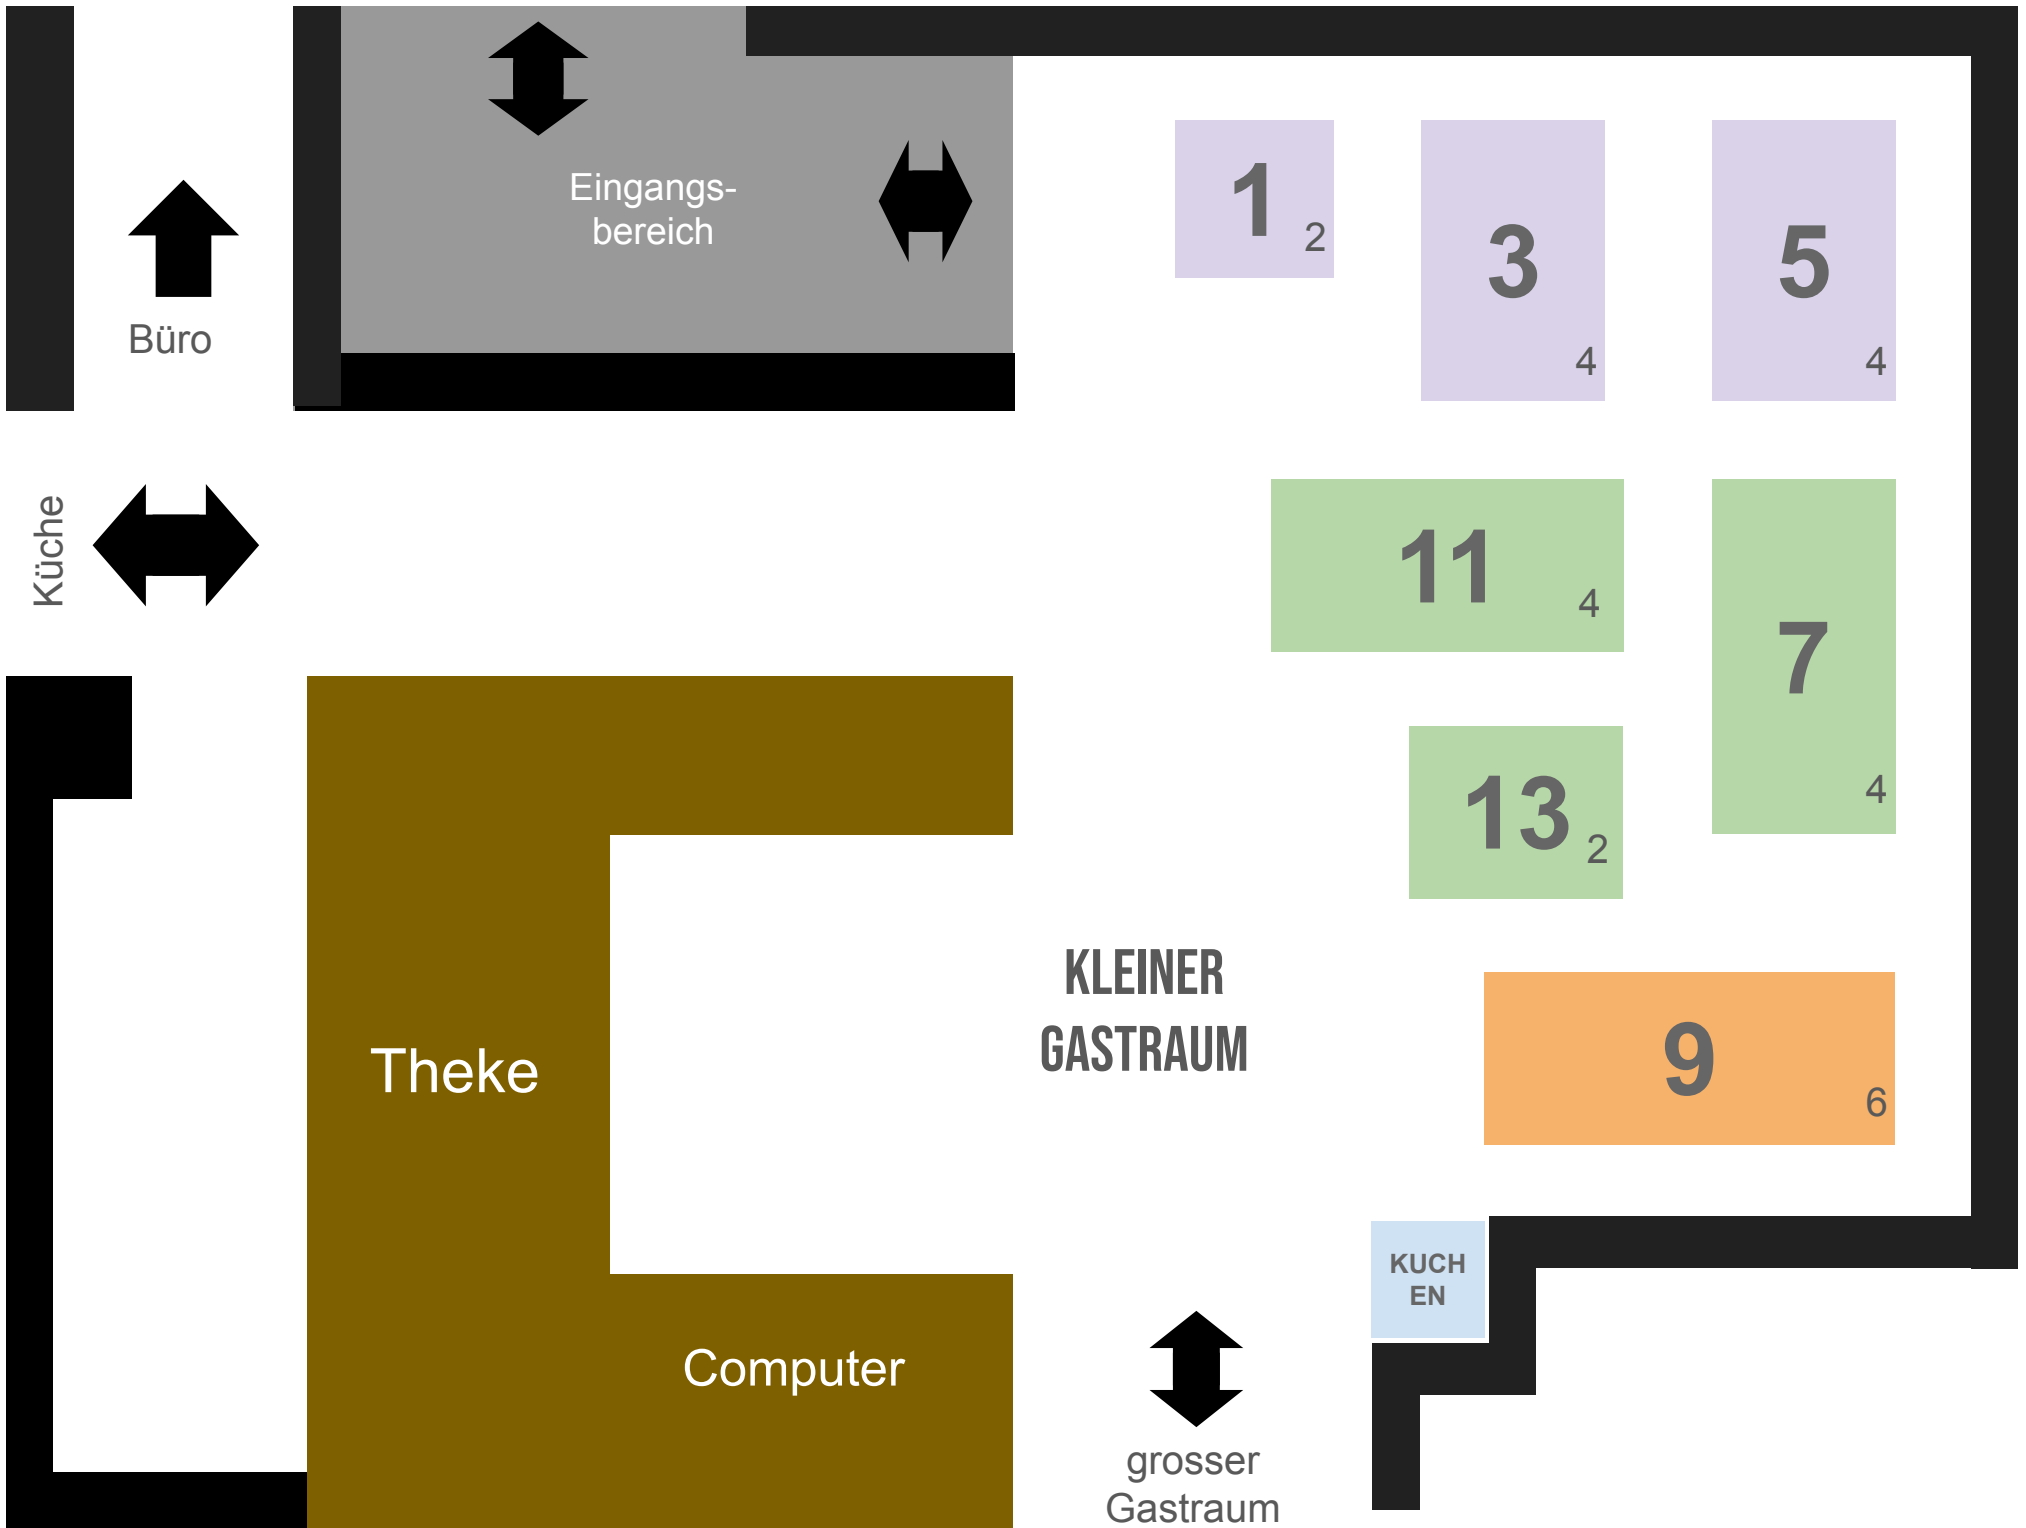 Eingangs-
bereich
Büro
Küche
1
2
3
4
5
4
11
4
7
4
13
2
KLEINER
GASTRAUM
9
6
Theke
Computer
KUCH
EN
grosser
Gastraum